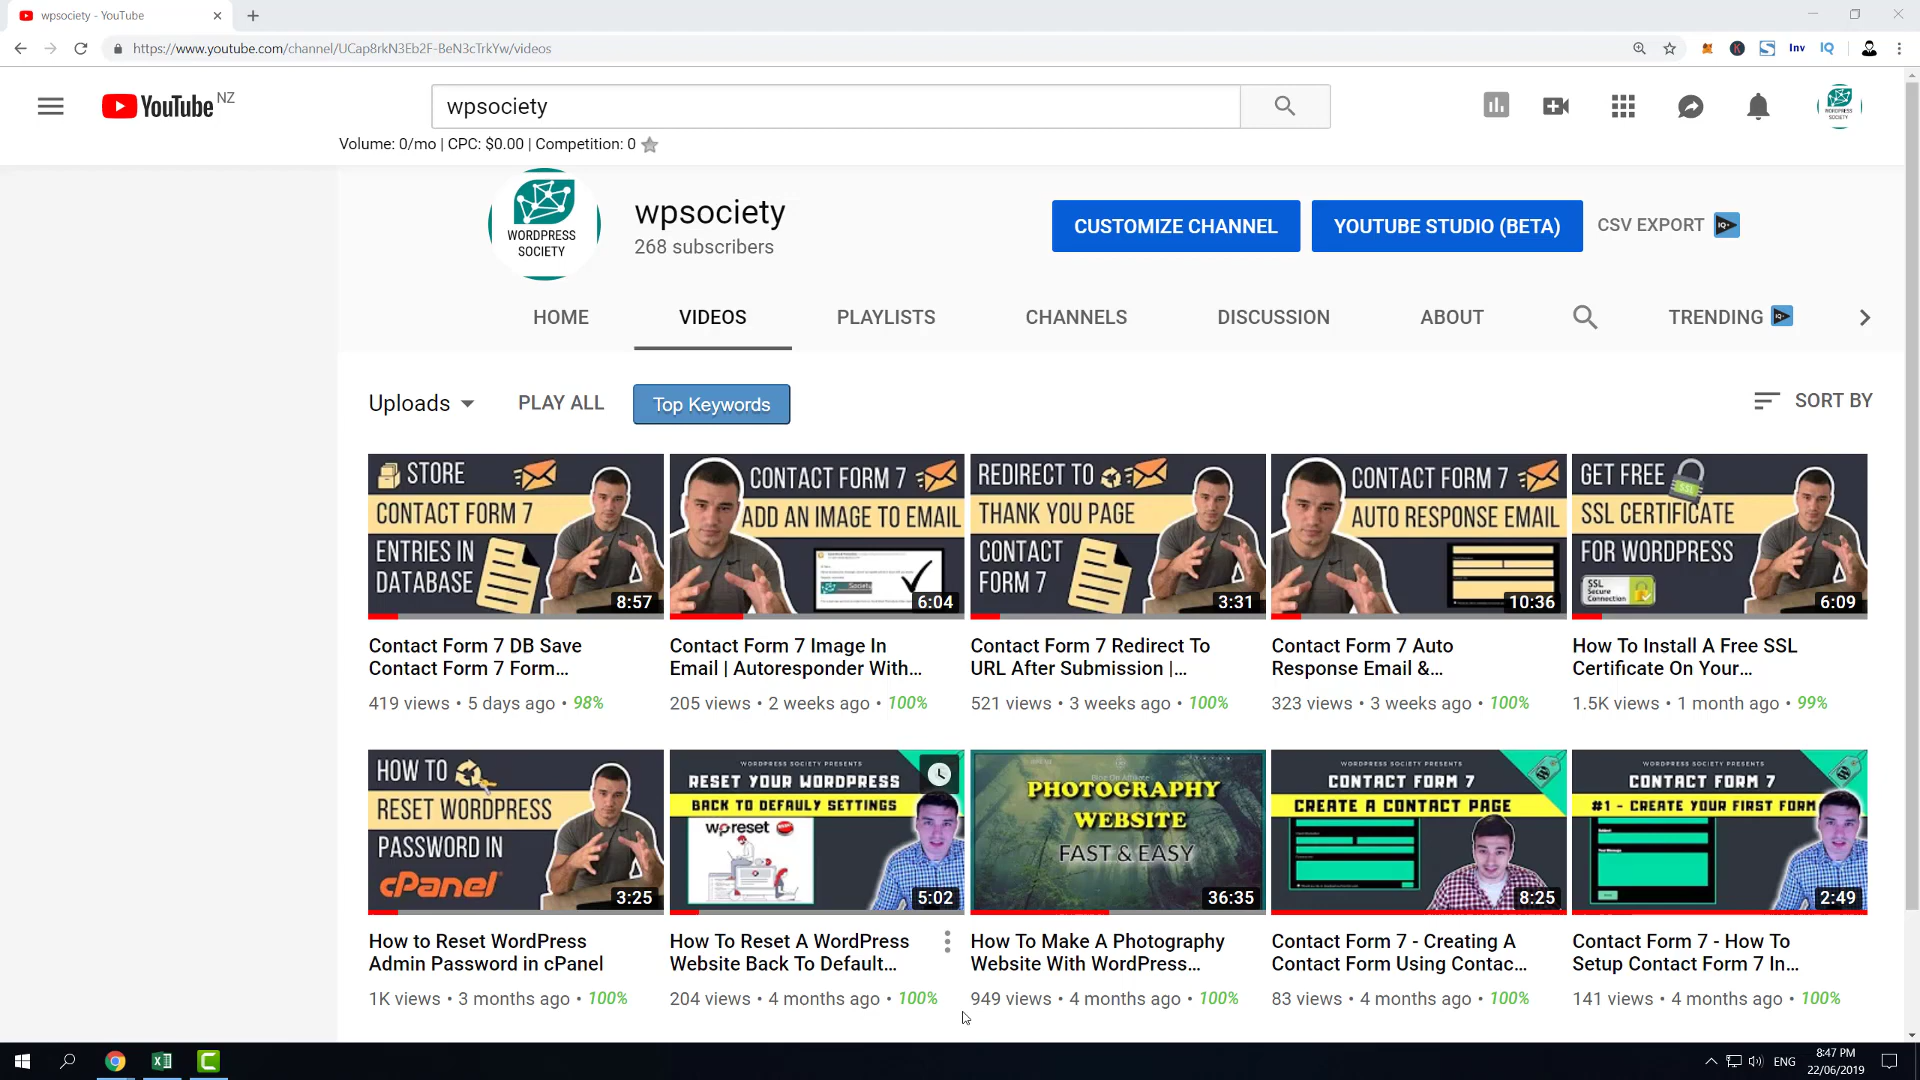 wpsociety - YouTube
https://www.youtube.com/channel/UCap8rkN3Eb2F-BeN3cTrkYw/videos
Inv
IQ
YouTube NZ
wpsociety
Volume: 0/mo | CPC: $0.00 | Competition: 0
WORDPRESS
SOCIETY
wpsociety
268 subscribers
CUSTOMIZE CHANNEL
YOUTUBE STUDIO (BETA)
CSV EXPORT
WORDPRESS
SOCIETY
HOME
VIDEOS
PLAYLISTS
CHANNELS
DISCUSSION
ABOUT
TRENDING
Uploads
PLAY ALL
Top Keywords
SORT BY
STORE
CONTACT FORM 7
ENTRIES IN
DATABASE
8:57
CONTACT FORM 7
ADD AN IMAGE TO EMAIL
Society
6:04
REDIRECT TO
THANK YOU PAGE
CONTACT
FORM 7
3:31
CONTACT FORM 7
AUTO RESPONSE EMAIL
10:36
GET FREE
SSL
SSL CERTIFICATE
FOR WORDPRESS
SSL
Secure
Connection
6:09
Contact Form 7 DB Save
Contact Form 7 Form...
419 views • 5 days ago • 98%
Contact Form 7 Image In
Email | Autoresponder With...
205 views • 2 weeks ago • 100%
Contact Form 7 Redirect To
URL After Submission |...
521 views • 3 weeks ago • 100%
Contact Form 7 Auto
Response Email &...
323 views • 3 weeks ago • 100%
How To Install A Free SSL
Certificate On Your...
1.5K views • 1 month ago • 99%
HOW TO
RESET WORDPRESS
PASSWORD IN
cPanel
3:25
WORDPRESS SOCIETY PRESENTS
RESET YOUR WORDPRESS
BACK TO DEFAULY SETTINGS
wp reset
5:02
PHOTOGRAPHY
WEBSITE
FAST & EASY
36:35
WORDPRESS SOCIETY PRESENTS
CONTACT FORM 7
CREATE A CONTACT PAGE
8:25
WORDPRESS SOCIETY PRESENTS
CONTACT FORM 7
#1 - CREATE YOUR FIRST FORM
2:49
How to Reset WordPress
Admin Password in cPanel
1K views • 3 months ago • 100%
How To Reset A WordPress
Website Back To Default...
204 views • 4 months ago • 100%
How To Make A Photography
Website With WordPress...
949 views • 4 months ago • 100%
Contact Form 7 - Creating A
Contact Form Using Contac...
83 views • 4 months ago • 100%
Contact Form 7 - How To
Setup Contact Form 7 In...
141 views • 4 months ago • 100%
ENG
8:47 PM
22/06/2019